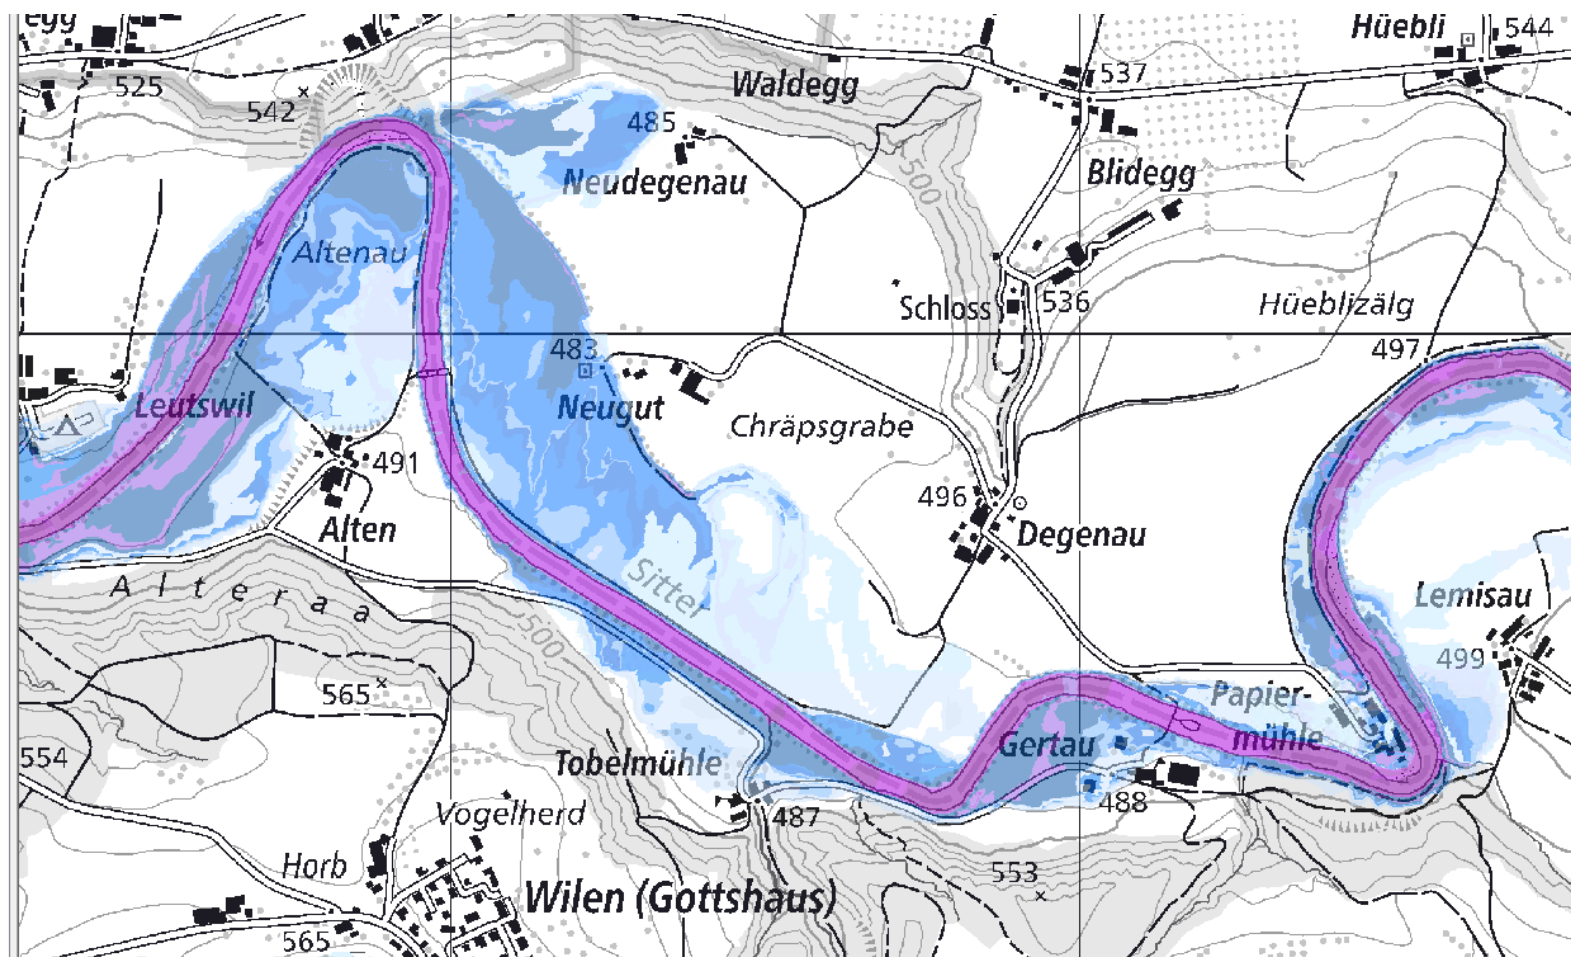 egg
Hüebli
544
525
542
Waldegg
537
485
Neudegenau
Blidegg
500
Altenau
Schloss
536
Hüeblizälg
483
497
Leutswil
Neugut
Chräpsgrabe
491
496
Alten
Degenau
Sitter
Alteraa
500
Lemisau
499
565
Papier-
mühle
554
Tobelmühle
Gertau
488
487
Vogelherd
Horb
553
Wilen (Gottshaus)
565